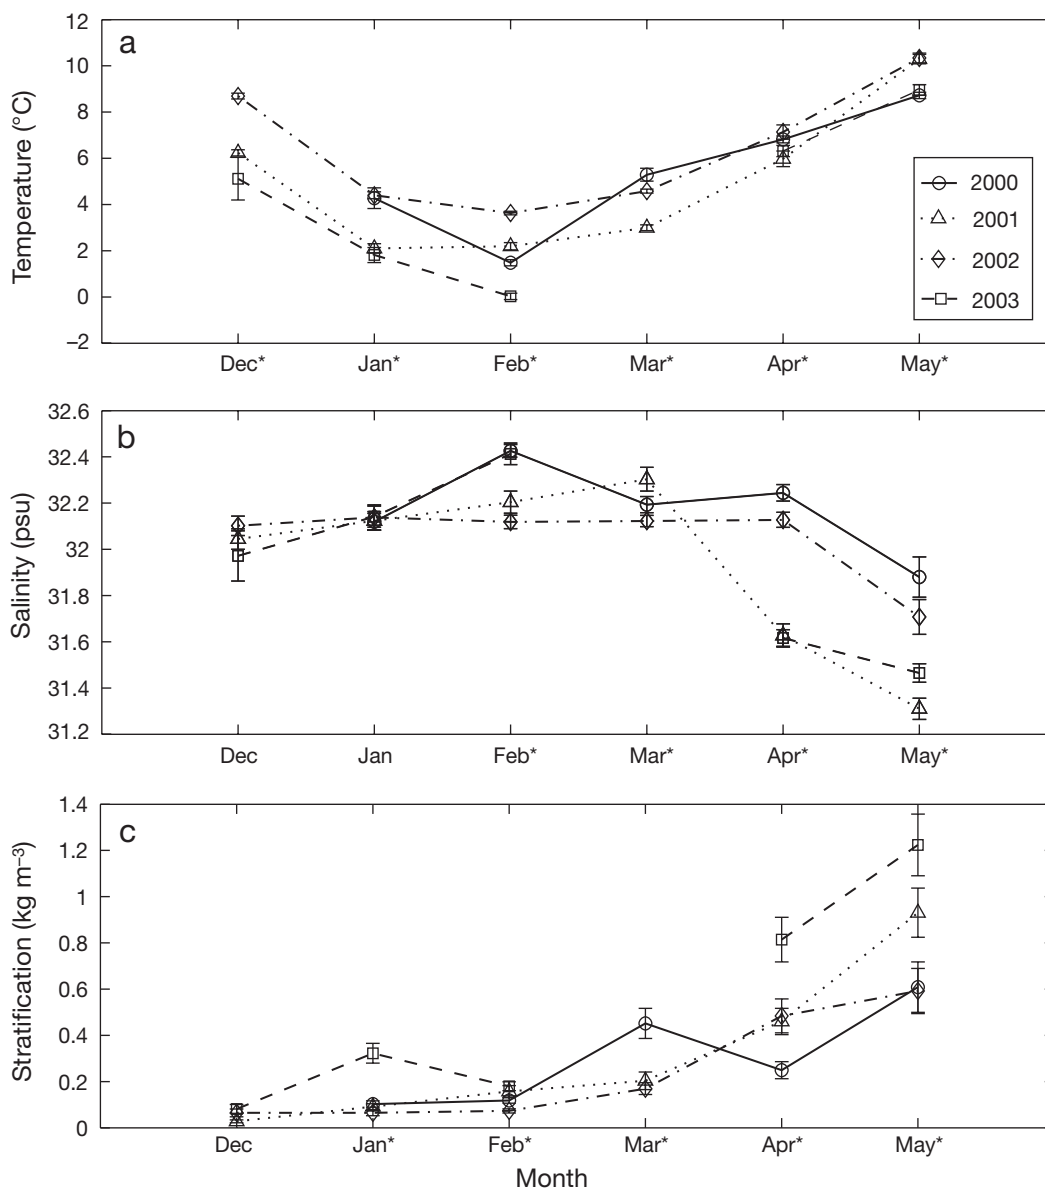 a
Temperature (°C)
12
10
8
6
4
2
0
–2
2000
2001
2002
2003
Dec* Jan* Feb* Mar* Apr* May*
b
Salinity (psu)
32.6
32.4
32.2
32
31.8
31.6
31.4
31.2
Dec Jan Feb* Mar* Apr* May*
c
Stratification (kg m⁻³)
1.4
1.2
1
0.8
0.6
0.4
0.2
0
Dec Jan* Feb* Mar* Apr* May*
Month